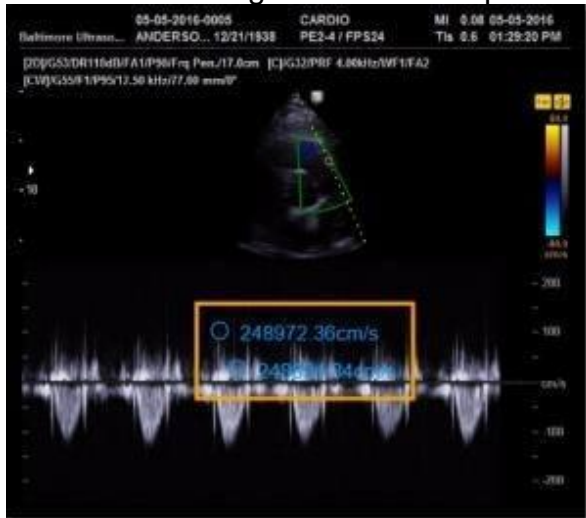 05-05-2016-0005 CARDIO MI 0.08 05-05-2016
Baltimore Ultraso... ANDERSO... 12/21/1938 PE2-4 / FPS24 TIs 0.6 01:29:20 PM
[2D]/G53/DR110dB/FA1/P90/Frq Pen./17.0cm [C]/G32/PRF 4.00kHz/WF1/FA2
[CW]/G55/F1/P95/12.50 kHz/77.00 mm/0°
10
200
248972.36cm/s
100
cm/s
-100
-200